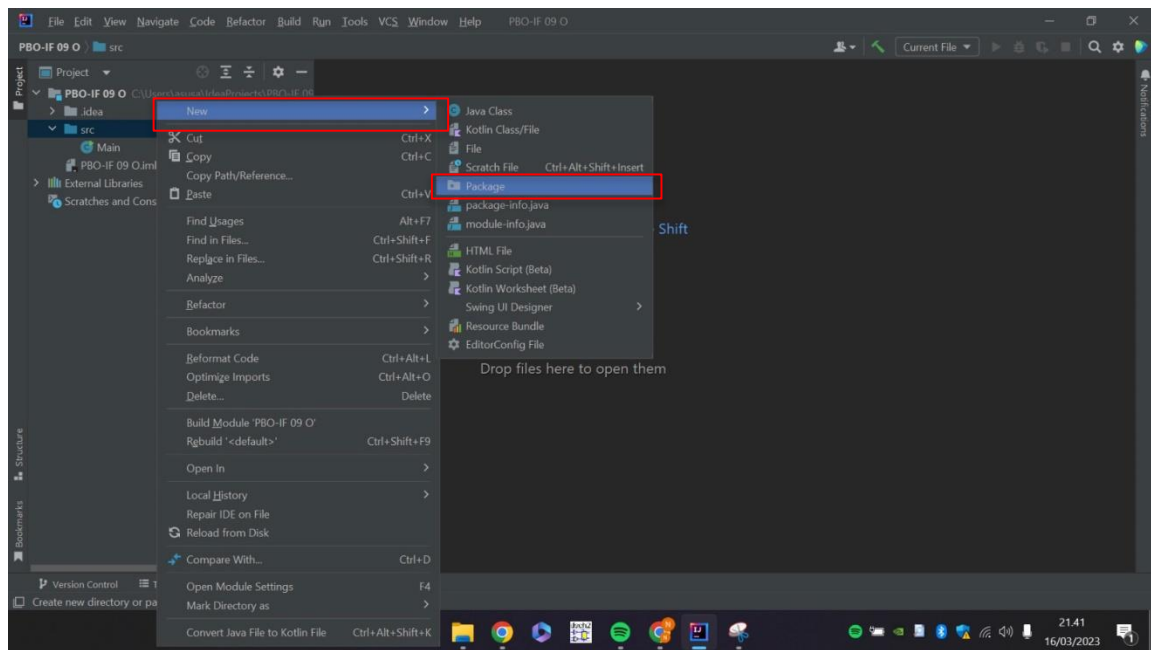 File Edit View Navigate Code Refactor Build Run Tools VCS Window Help PBO-IF 09 O
PBO-IF 09 O src
Current File
Project
Project
PBO-IF 09 O C:\Users\asusa\IdeaProjects\PBO-IF 09
.idea
src
Main
PBO-IF 09 O.iml
External Libraries
Scratches and Cons
New
Cut Ctrl+X
Copy Ctrl+C
Copy Path/Reference...
Paste Ctrl+V
Find Usages Alt+F7
Find in Files... Ctrl+Shift+F
Replace in Files... Ctrl+Shift+R
Analyze
Refactor
Bookmarks
Reformat Code Ctrl+Alt+L
Optimize Imports Ctrl+Alt+O
Delete... Delete
Build Module 'PBO-IF 09 O'
Rebuild '<default>' Ctrl+Shift+F9
Open In
Local History
Repair IDE on File
Reload from Disk
Compare With... Ctrl+D
Open Module Settings F4
Mark Directory as
Convert Java File to Kotlin File Ctrl+Alt+Shift+K
Java Class
Kotlin Class/File
File
Scratch File Ctrl+Alt+Shift+Insert
Package
package-info.java
module-info.java
HTML File
Kotlin Script (Beta)
Kotlin Worksheet (Beta)
Swing UI Designer
Resource Bundle
EditorConfig File
Shift
Drop files here to open them
Notifications
Structure
Bookmarks
Version Control
Create new directory or pa
21.41
16/03/2023